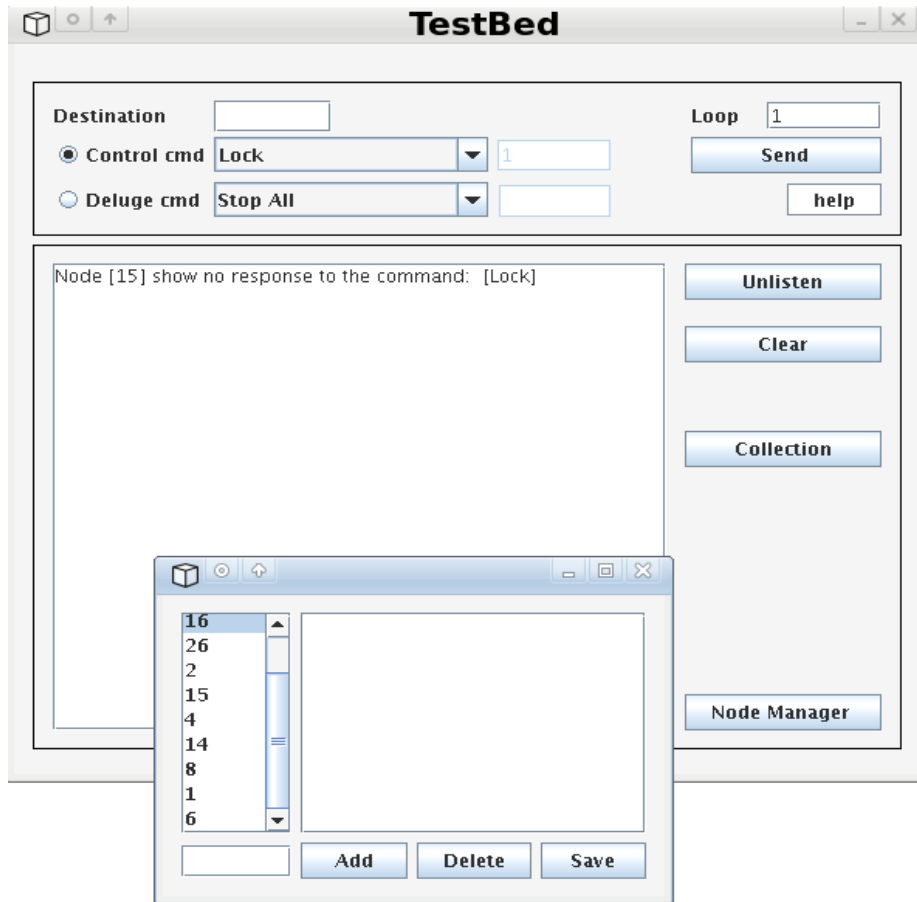 TestBed
Destination
Loop 1
Control cmd Lock 1
Send
Deluge cmd Stop All
help
Node [15] show no response to the command: [Lock]
Unlisten
Clear
Collection
Node Manager
16
26
2
15
4
14
8
1
6
Add Delete Save